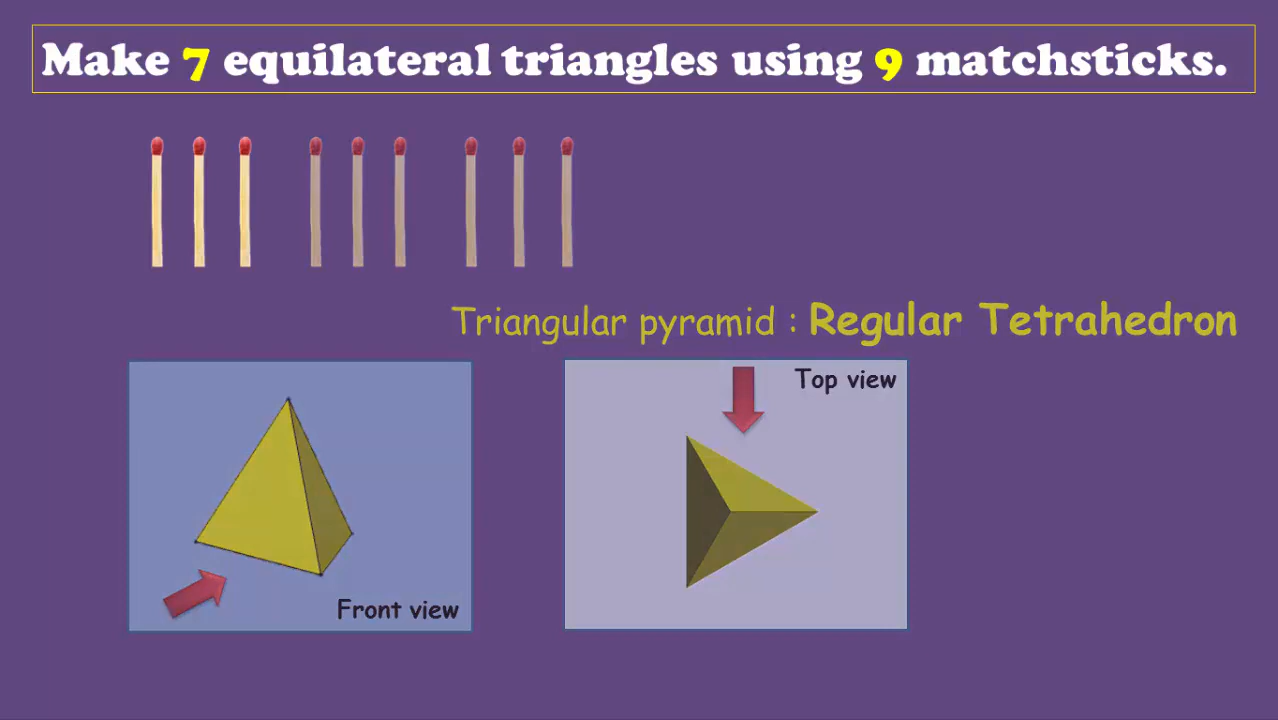 Make 7 equilateral triangles using 9 matchsticks.
Triangular pyramid : Regular Tetrahedron
Top view
Front view